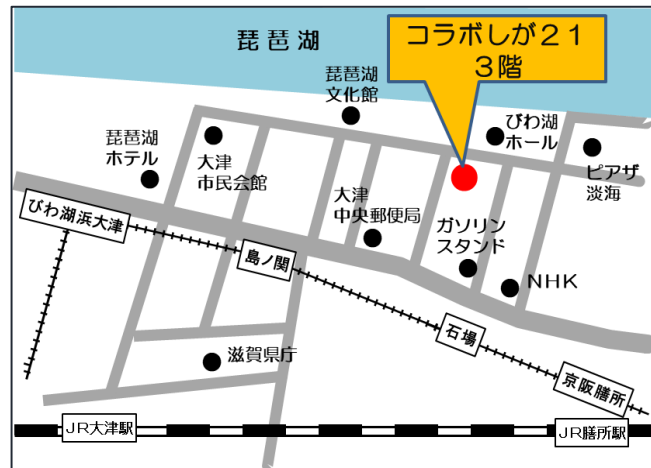 琵琶湖
コラボしが２１
３階
琵琶湖
文化館
びわ湖
ホール
琵琶湖
ホテル
大津
市民会館
ピアザ
淡海
大津
中央郵便局
ガソリン
スタンド
びわ湖浜大津
島ノ関
NHK
石場
滋賀県庁
京阪膳所
JR大津駅
JR膳所駅